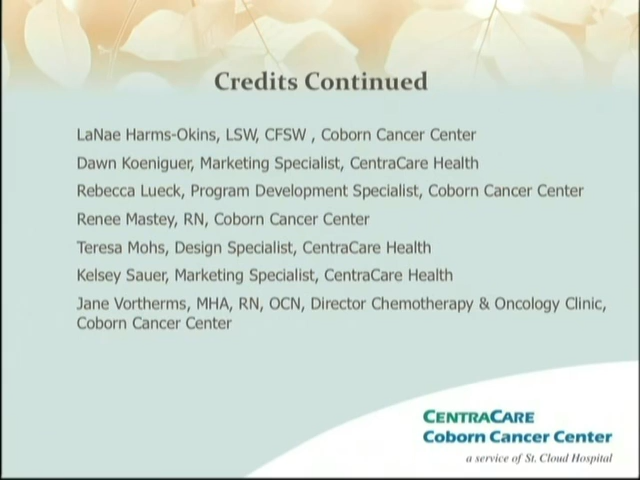 Credits Continued
LaNae Harms-Okins, LSW, CFSW , Coborn Cancer Center
Dawn Koeniguer, Marketing Specialist, CentraCare Health
Rebecca Lueck, Program Development Specialist, Coborn Cancer Center
Renee Mastey, RN, Coborn Cancer Center
Teresa Mohs, Design Specialist, CentraCare Health
Kelsey Sauer, Marketing Specialist, CentraCare Health
Jane Vortherms, MHA, RN, OCN, Director Chemotherapy & Oncology Clinic,
Coborn Cancer Center
CENTRACARE
Coborn Cancer Center
a service of St. Cloud Hospital